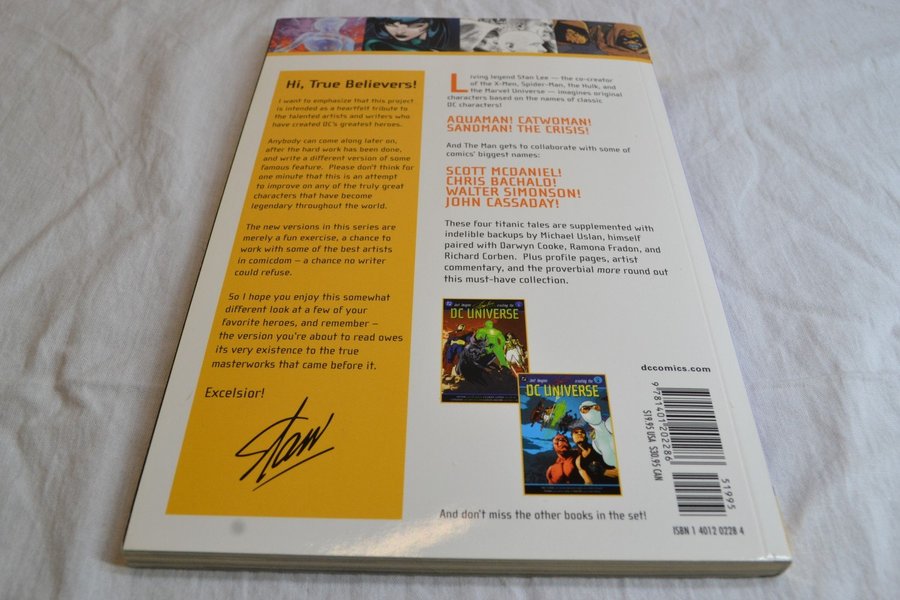 Hi, True Believers!
I want to emphasize that this project
is intended as a heartfelt tribute to
the talented artists and writers who
have created DC's greatest heroes.
Anybody can come along later on,
after the hard work has been done,
and write a different version of some
famous feature. Please don't think for
one minute that this is an attempt
to improve on any of the truly great
characters that have become
legendary throughout the world.
The new versions in this series are
merely a fun exercise, a chance to
work with some of the best artists
in comicdom – a chance no writer
could refuse.
So I hope you enjoy this somewhat
different look at a few of your
favorite heroes, and remember –
the version you're about to read owes
its very existence to the true
masterworks that came before it.
Excelsior!
Stan
Living legend Stan Lee — the co-creator
of the X-Men, Spider-Man, the Hulk, and
the Marvel Universe — imagines original
characters based on the names of classic
DC characters!
AQUAMAN! CATWOMAN!
SANDMAN! THE CRISIS!
And The Man gets to collaborate with some of
comics' biggest names:
SCOTT MCDANIEL!
CHRIS BACHALO!
WALTER SIMONSON!
JOHN CASSADAY!
These four titanic tales are supplemented with
indelible backups by Michael Uslan, himself
paired with Darwyn Cooke, Ramona Fradon, and
Richard Corben. Plus profile pages, artist
commentary, and the proverbial more round out
this must-have collection.
just imagine creating the
DC UNIVERSE
just imagine creating the
DC UNIVERSE
And don't miss the other books in the set!
dccomics.com
9 781401 202286
$19.95 USA $30.95 CAN
51995
ISBN 1 4012 0228 4